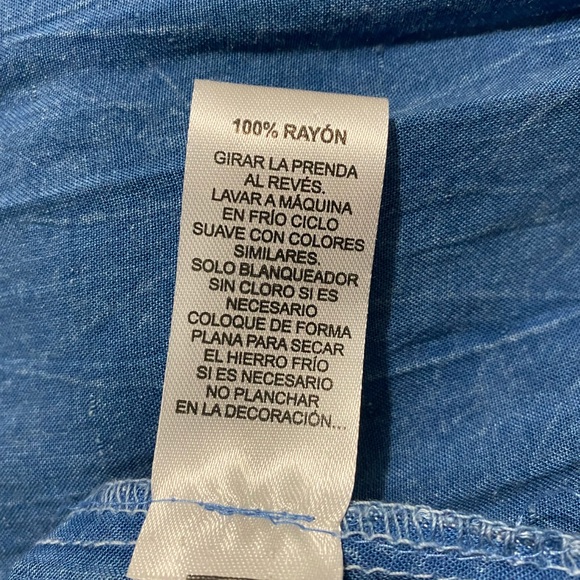 100% RAYÓN
GIRAR LA PRENDA
AL REVÉS.
LAVAR A MÁQUINA
EN FRÍO CICLO
SUAVE CON COLORES
SIMILARES.
SOLO BLANQUEADOR
SIN CLORO SI ES
NECESARIO
COLOQUE DE FORMA
PLANA PARA SECAR
EL HIERRO FRÍO
SI ES NECESARIO
NO PLANCHAR
EN LA DECORACIÓN...